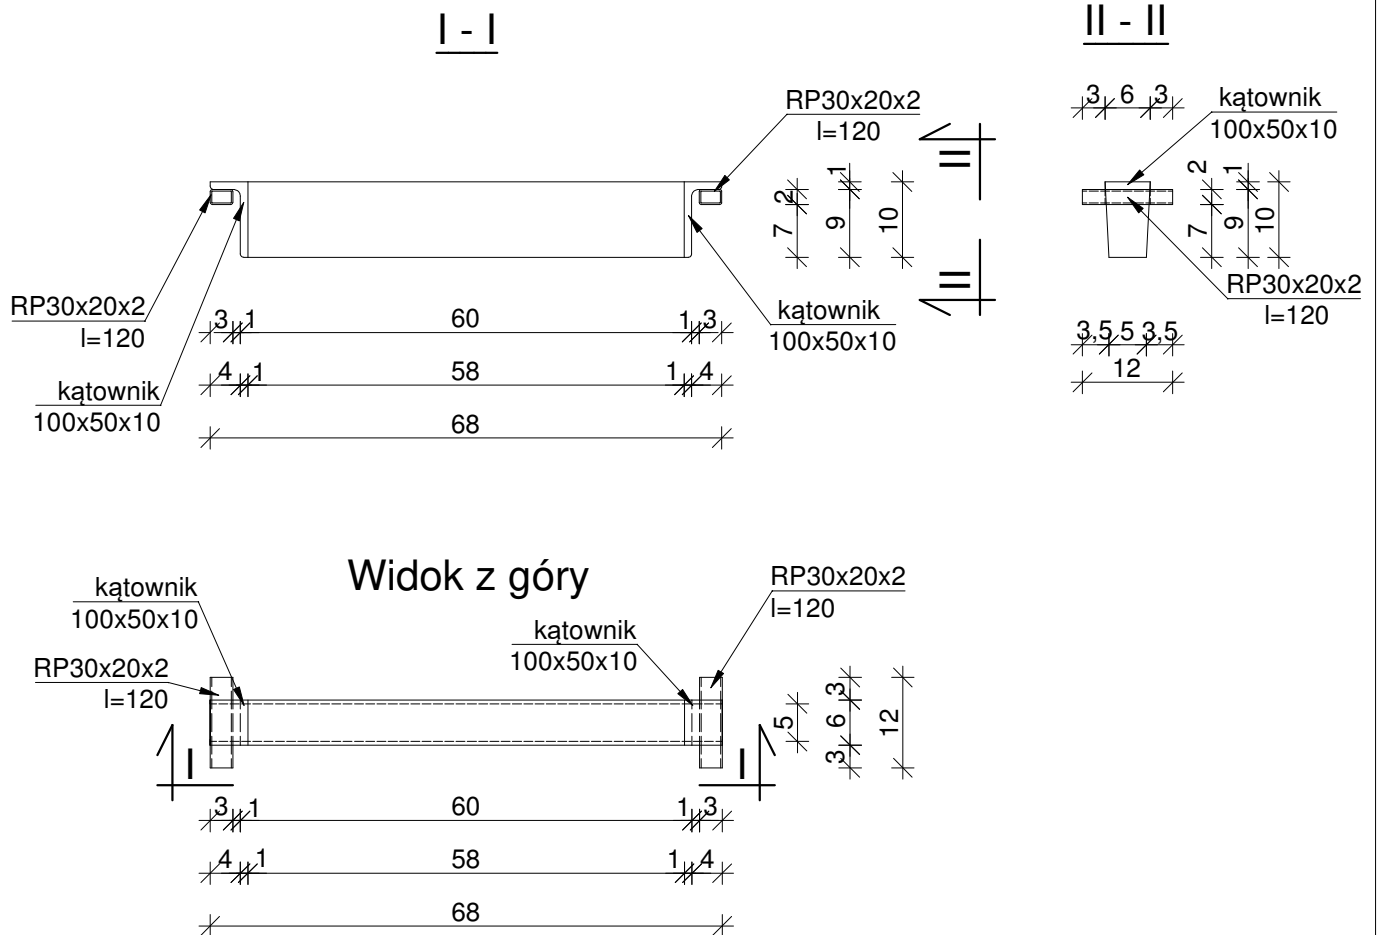 I - I
II - II
RP30x20x2
l=120
3 6 3
kątownik
100x50x10
1
2
7
9
10
II
II
2
1
7
9
10
RP30x20x2
l=120
RP30x20x2
l=120
kątownik
100x50x10
3 1 60 1 3
3,5 5 3,5
kątownik
100x50x10
4 1 58 1 4
12
68
Widok z góry
kątownik
100x50x10
RP30x20x2
l=120
kątownik
100x50x10
RP30x20x2
l=120
5
3
6
3
12
I
I
3 1 60 1 3
4 1 58 1 4
68